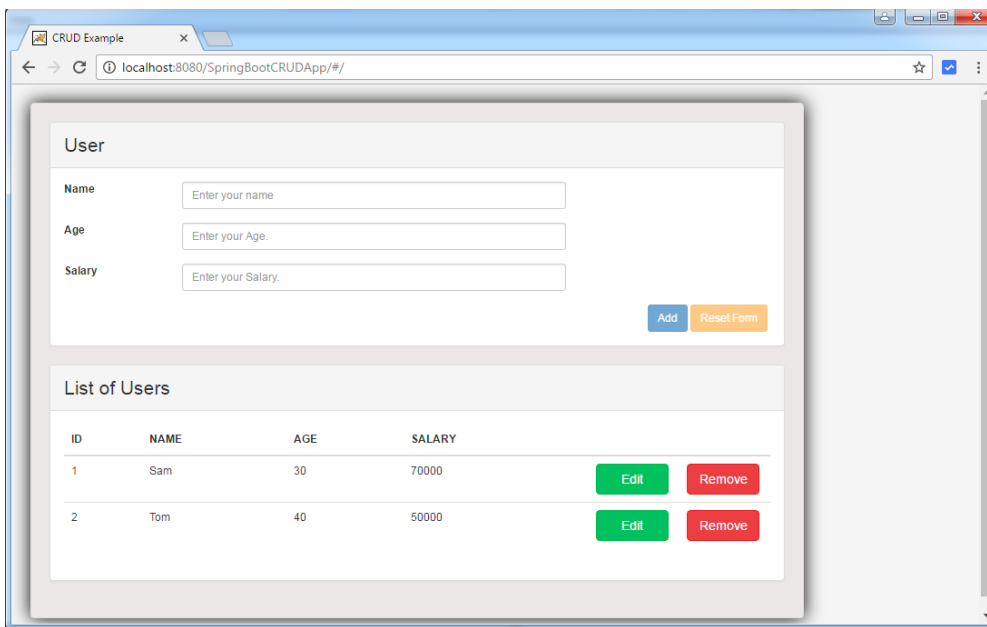 CRUD Example
localhost:8080/SpringBootCRUDApp/#/
User
Name
Enter your name
Age
Enter your Age.
Salary
Enter your Salary.
Add Reset Form
List of Users
ID NAME AGE SALARY
1 Sam 30 70000 Edit Remove
2 Tom 40 50000 Edit Remove